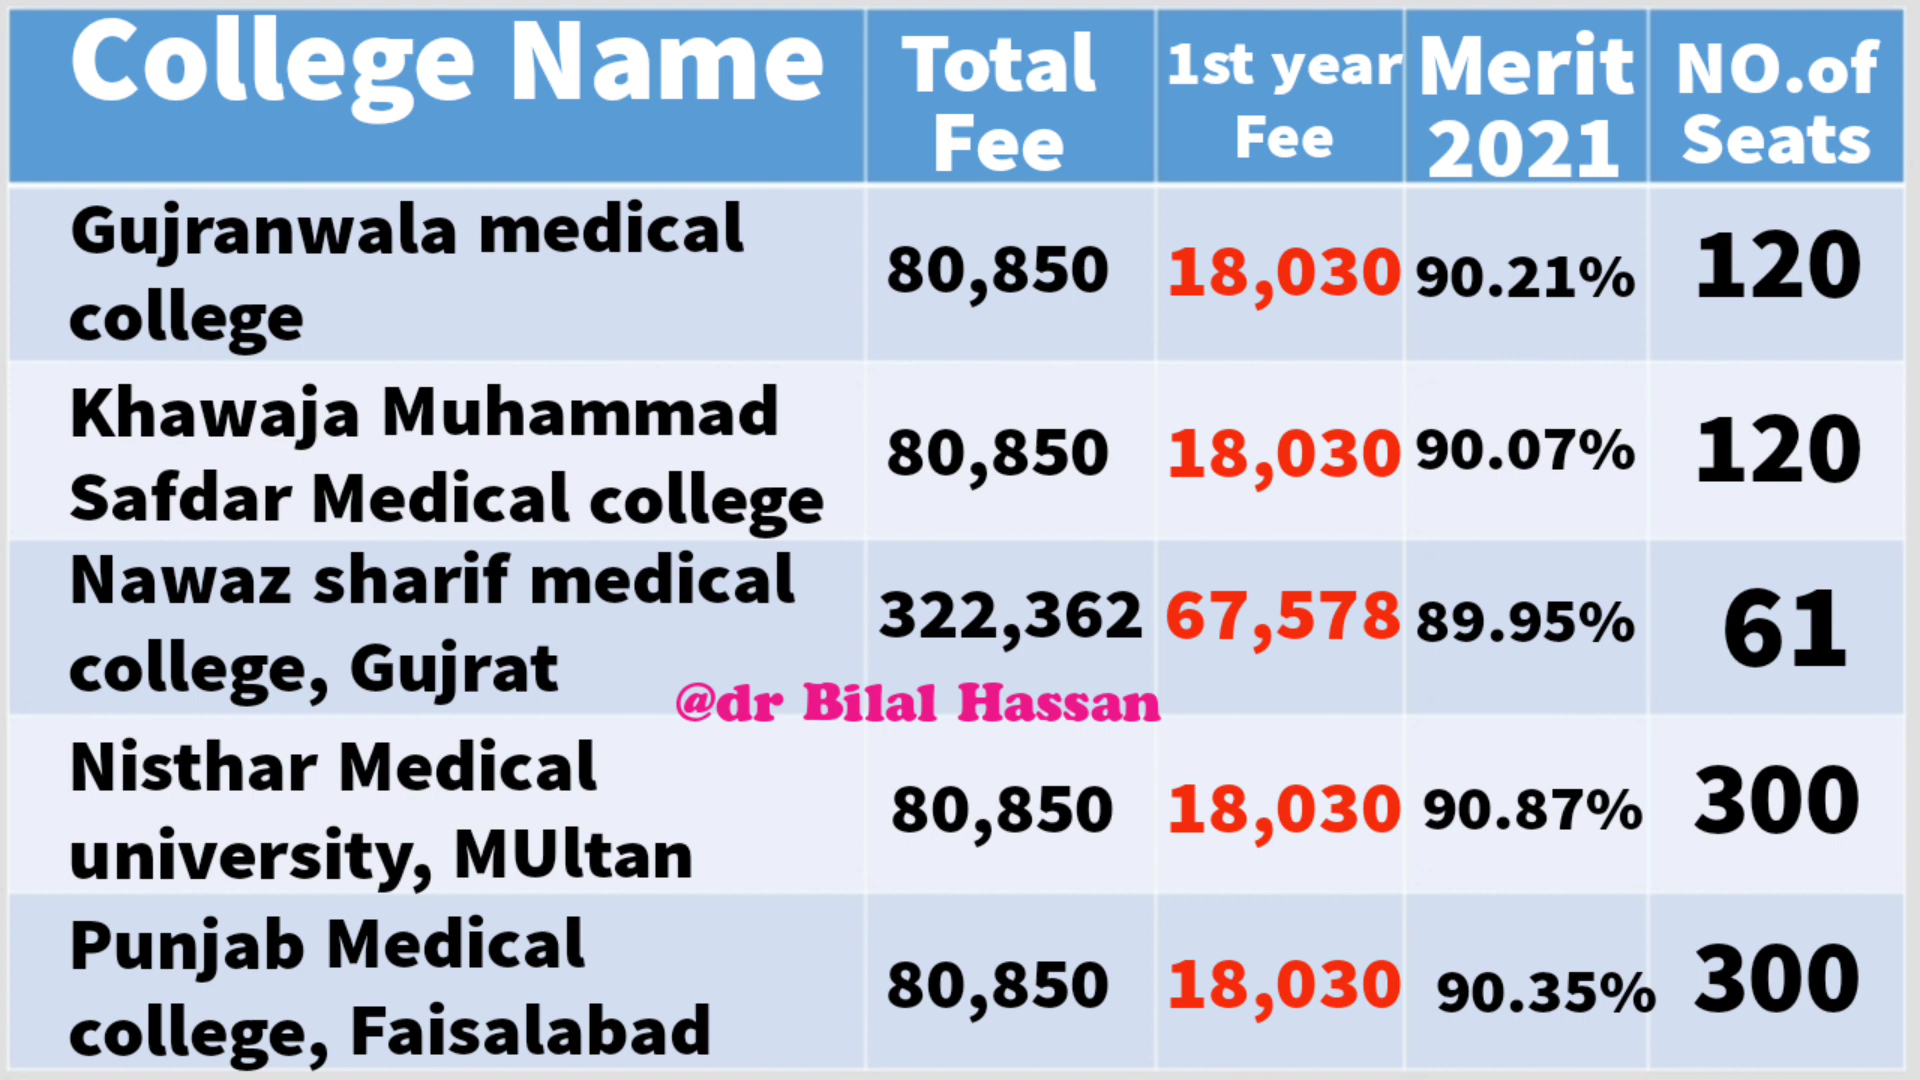 College Name Total Fee 1st year Fee Merit 2021 NO.of Seats
Gujranwala medical
college
80,850 18,030 90.21% 120
Khawaja Muhammad
Safdar Medical college
80,850 18,030 90.07% 120
Nawaz sharif medical
college, Gujrat
322,362 67,578 89.95% 61
@dr Bilal Hassan
Nisthar Medical
university, MUltan
80,850 18,030 90.87% 300
Punjab Medical
college, Faisalabad
80,850 18,030 90.35% 300